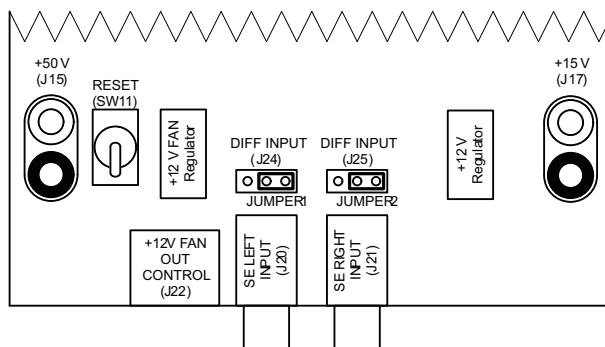 +50 V
(J15)
RESET
(SW11)
+12 V FAN
Regulator
DIFF INPUT
(J24)
DIFF INPUT
(J25)
+12 V
Regulator
+15 V
(J17)
JUMPER1
JUMPER2
+12V FAN
OUT
CONTROL
(J22)
SE LEFT
INPUT
(J20)
SE RIGHT
INPUT
(J21)